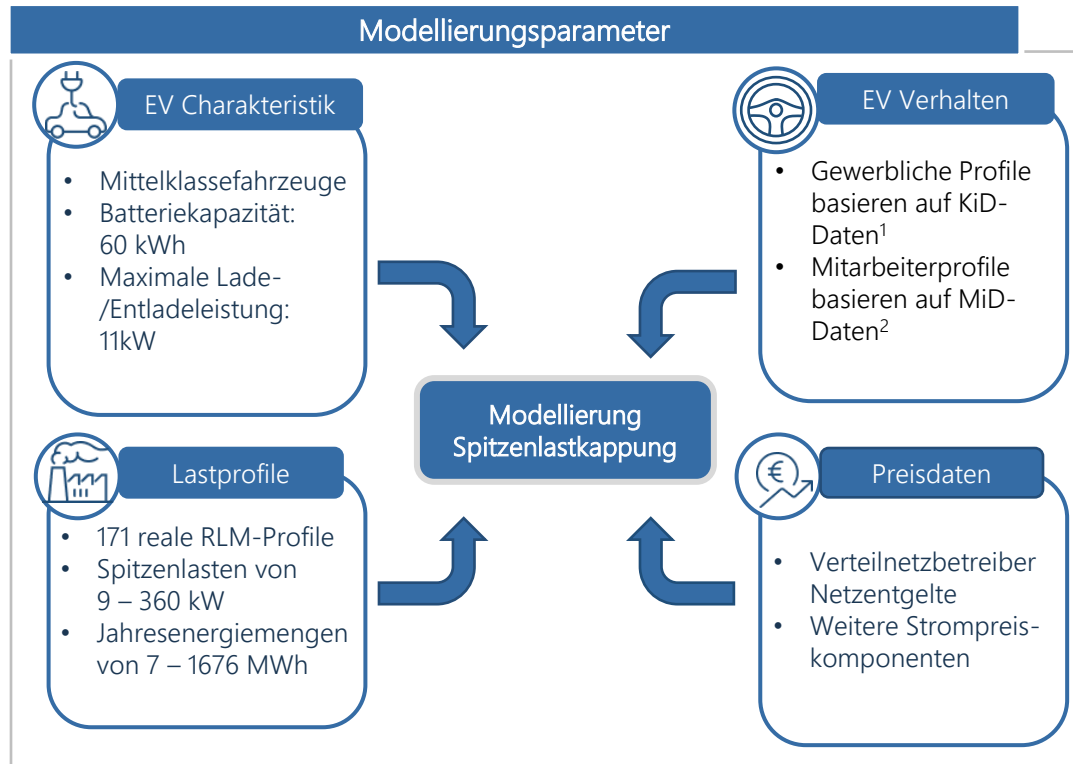 Modellierungsparameter
EV Charakteristik
• Mittelklassefahrzeuge
• Batteriekapazität:
60 kWh
• Maximale Lade-
/Entladeleistung:
11kW
EV Verhalten
• Gewerbliche Profile
basieren auf KiD-
Daten¹
• Mitarbeiterprofile
basieren auf MiD-
Daten²
Modellierung
Spitzenlastkappung
Lastprofile
• 171 reale RLM-Profile
• Spitzenlasten von
9 – 360 kW
• Jahresenergiemengen
von 7 – 1676 MWh
€
Preisdaten
• Verteilnetzbetreiber
Netzentgelte
• Weitere Strompreis-
komponenten